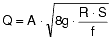 Q = A · √(8g · (R · S)/f)